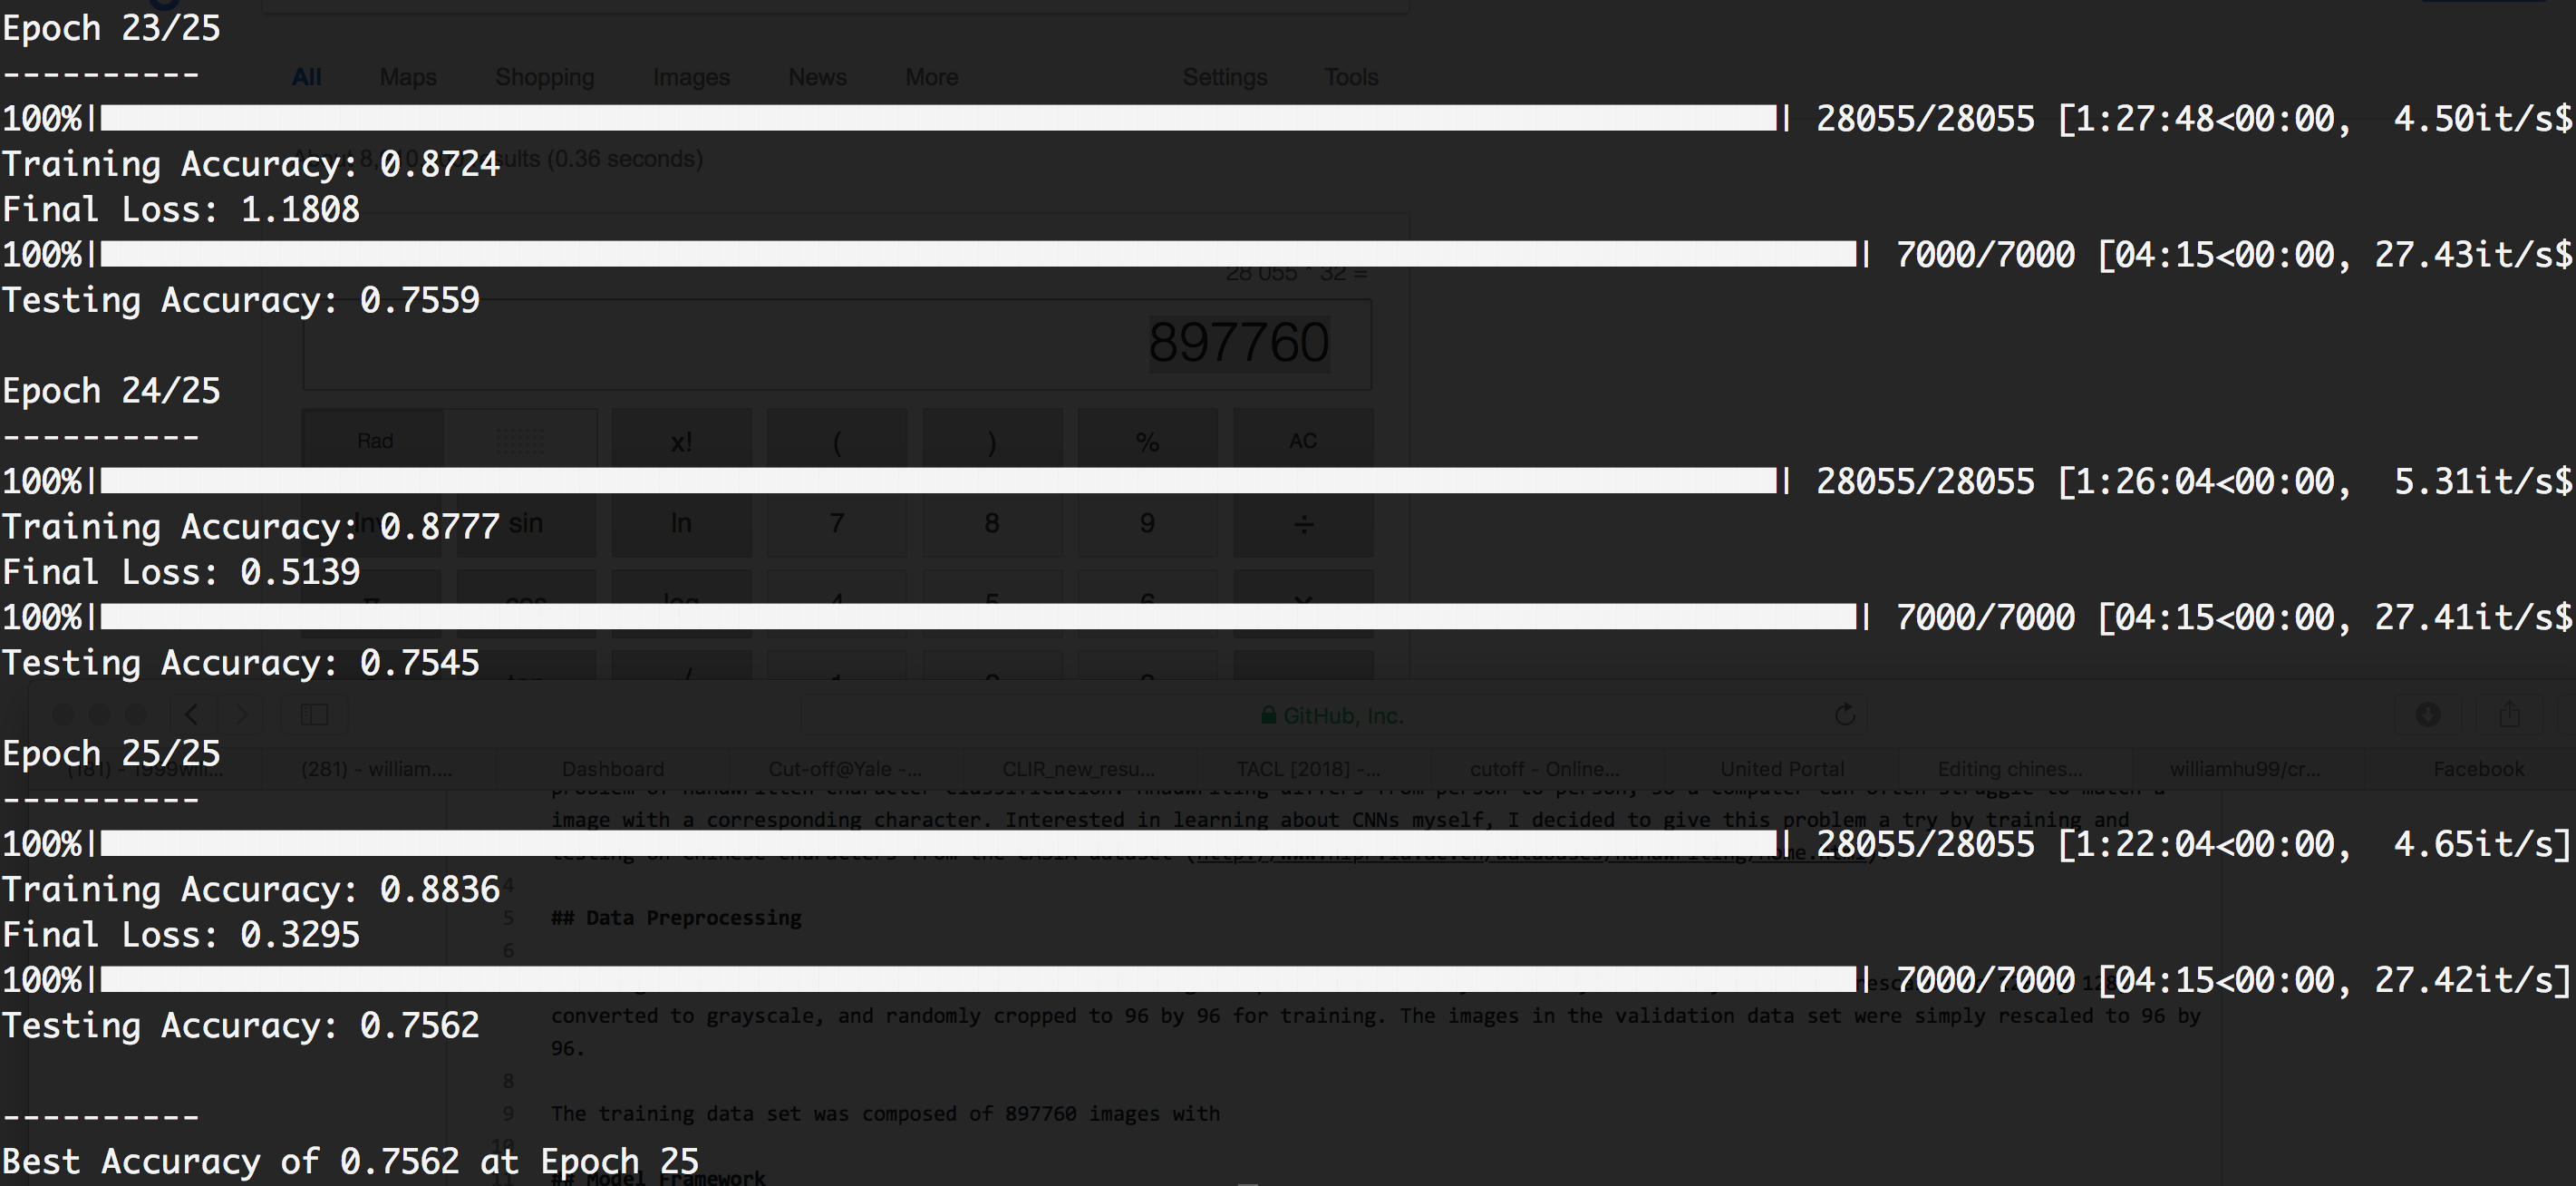 Epoch 23/25
----------
All Maps Shopping Images News More Settings Tools
100%| 28055/28055 [1:27:48<00:00, 4.50it/s$
Training Accuracy: 0.8724
(0.36 seconds)
Final Loss: 1.1808
100%| 7000/7000 [04:15<00:00, 27.43it/s$
28 055 * 32 =
Testing Accuracy: 0.7559
897760
Epoch 24/25
----------
Rad x! ( ) % AC
100%| 28055/28055 [1:26:04<00:00, 5.31it/s$
Training Accuracy: 0.8777
sin ln 7 8 9 ÷
Final Loss: 0.5139
100%| 7000/7000 [04:15<00:00, 27.41it/s$
Testing Accuracy: 0.7545
GitHub, Inc.
Epoch 25/25
(281) - william.... Dashboard Cut-off@Yale -... CLIR_new_resu... TACL [2018] -... cutoff - Online... United Portal Editing chines... williamhu99/cr... Facebook
----------
image with a corresponding character. Interested in learning about CNNs myself, I decided to give this problem a try by training and
100%| 28055/28055 [1:22:04<00:00, 4.65it/s]
Training Accuracy: 0.8836
4
5 ## Data Preprocessing
Final Loss: 0.3295
6
100%| 7000/7000 [04:15<00:00, 27.42it/s]
converted to grayscale, and randomly cropped to 96 by 96 for training. The images in the validation data set were simply rescaled to 96 by
Testing Accuracy: 0.7562
96.
8
9 The training data set was composed of 897760 images with
----------
10
Best Accuracy of 0.7562 at Epoch 25
11 ## Model Framework